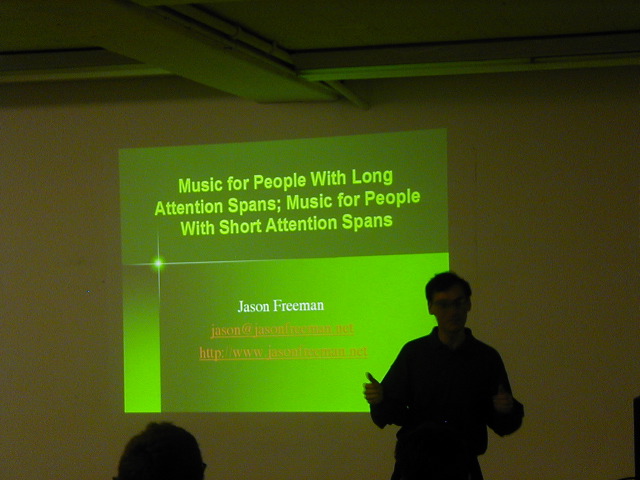 Music for People With Long
Attention Spans; Music for People
With Short Attention Spans
Jason Freeman
jason@jasonfreeman.net
http://www.jasonfreeman.net